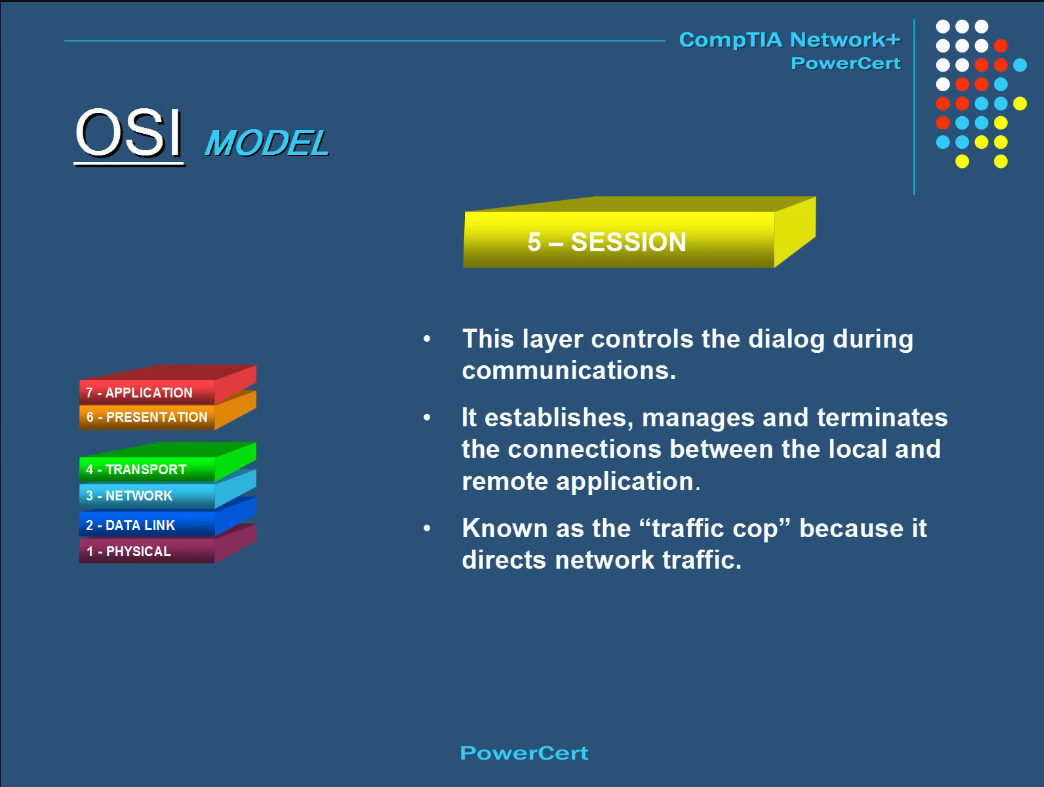 CompTIA Network+
PowerCert
OSI MODEL
5 – SESSION
• This layer controls the dialog during
communications.
• It establishes, manages and terminates
the connections between the local and
remote application.
• Known as the “traffic cop” because it
directs network traffic.
7 - APPLICATION
6 - PRESENTATION
4 - TRANSPORT
3 - NETWORK
2 - DATA LINK
1 - PHYSICAL
PowerCert